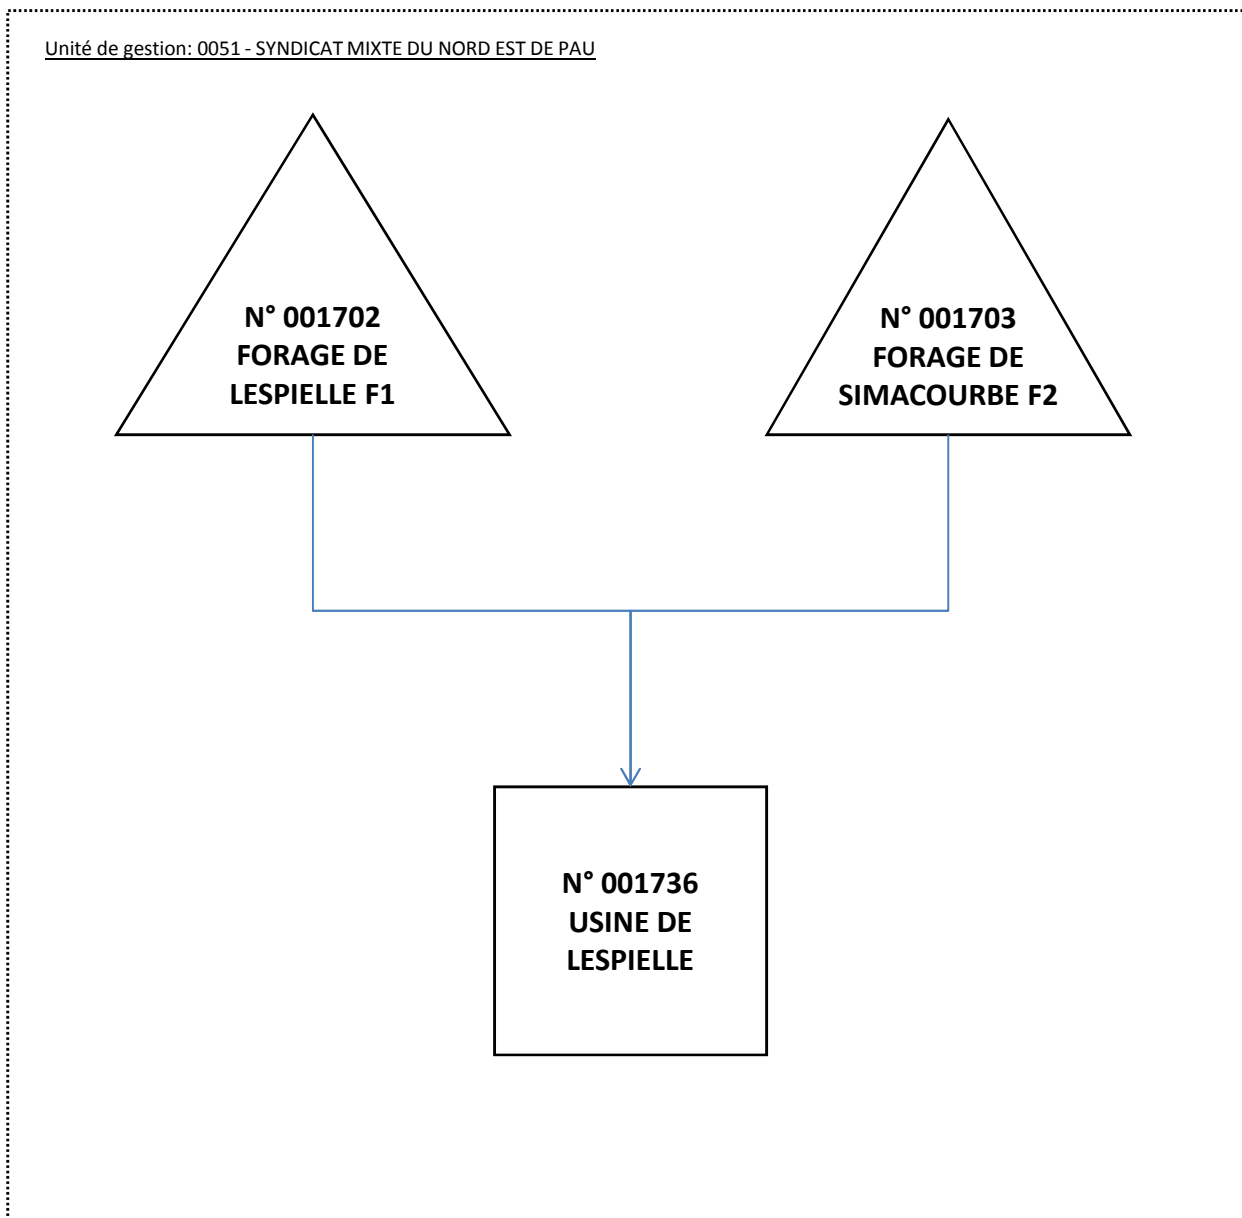 Unité de gestion: 0051 - SYNDICAT MIXTE DU NORD EST DE PAU
N° 001702
FORAGE DE
LESPIELLE F1
N° 001703
FORAGE DE
SIMACOURBE F2
N° 001736
USINE DE
LESPIELLE